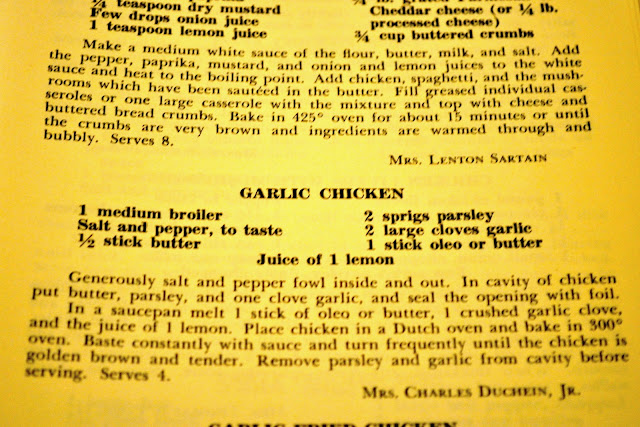 ¼ teaspoon dry mustard
Cheddar cheese (or ¼ lb.
Few drops onion juice
processed cheese)
1 teaspoon lemon juice
¾ cup buttered crumbs
Make a medium white sauce of the flour, butter, milk, and salt. Add
the pepper, paprika, mustard, and onion and lemon juices to the white
sauce and heat to the boiling point. Add chicken, spaghetti, and the mush-
rooms which have been sautéed in the butter. Fill greased individual cas-
seroles or one large casserole with the mixture and top with cheese and
buttered bread crumbs. Bake in 425° oven for about 15 minutes or until
the crumbs are very brown and ingredients are warmed through and
bubbly. Serves 8.
Mrs. Lenton Sartain
GARLIC CHICKEN
1 medium broiler
2 sprigs parsley
Salt and pepper, to taste
2 large cloves garlic
½ stick butter
1 stick oleo or butter
Juice of 1 lemon
Generously salt and pepper fowl inside and out. In cavity of chicken
put butter, parsley, and one clove garlic, and seal the opening with foil.
In a saucepan melt 1 stick of oleo or butter, 1 crushed garlic clove,
and the juice of 1 lemon. Place chicken in a Dutch oven and bake in 300°
oven. Baste constantly with sauce and turn frequently until the chicken is
golden brown and tender. Remove parsley and garlic from cavity before
serving. Serves 4.
Mrs. Charles Duchein, Jr.
GARLIC FRIED CHICKEN